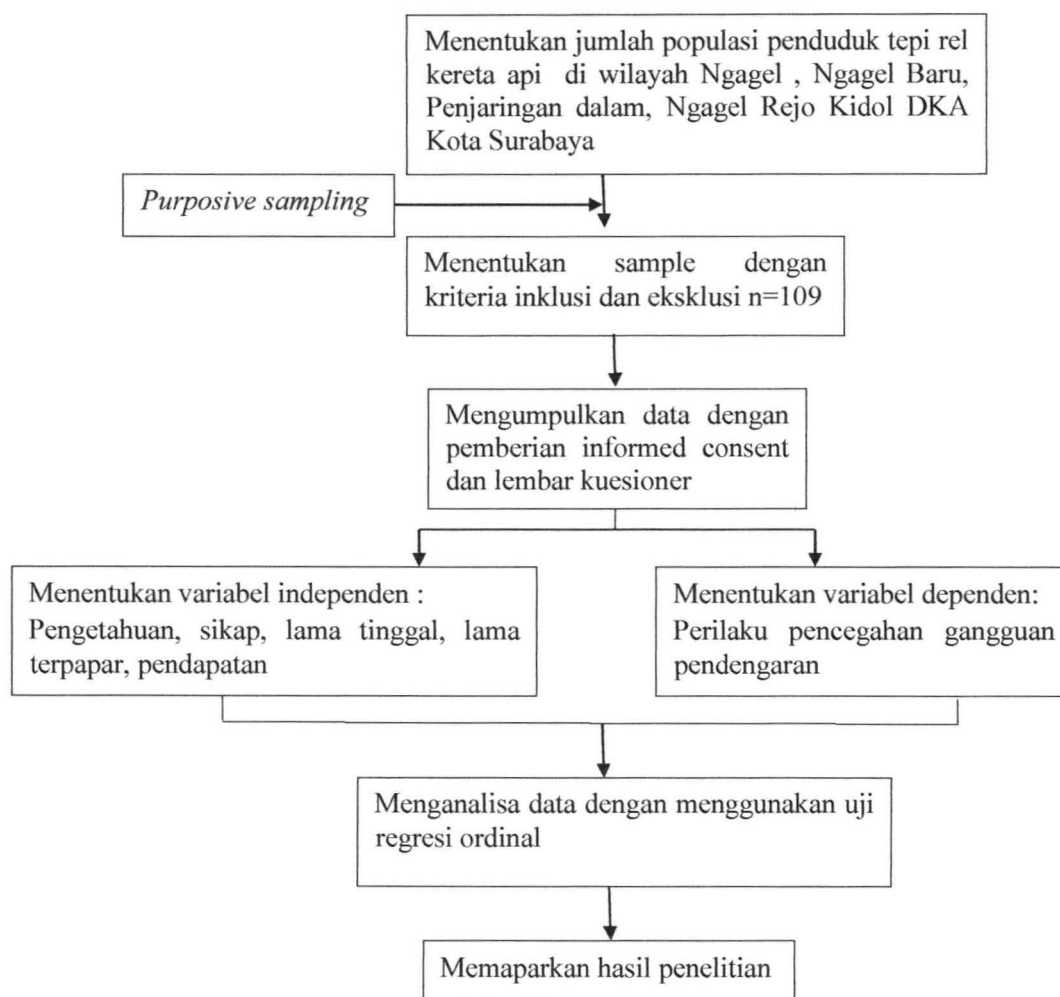 Menentukan jumlah populasi penduduk tepi rel
kereta api di wilayah Ngagel , Ngagel Baru,
Penjaringan dalam, Ngagel Rejo Kidol DKA
Kota Surabaya
Purposive sampling
Menentukan sample dengan
kriteria inklusi dan eksklusi n=109
Mengumpulkan data dengan
pemberian informed consent
dan lembar kuesioner
Menentukan variabel independen :
Pengetahuan, sikap, lama tinggal, lama
terpapar, pendapatan
Menentukan variabel dependen:
Perilaku pencegahan gangguan
pendengaran
Menganalisa data dengan menggunakan uji
regresi ordinal
Memaparkan hasil penelitian